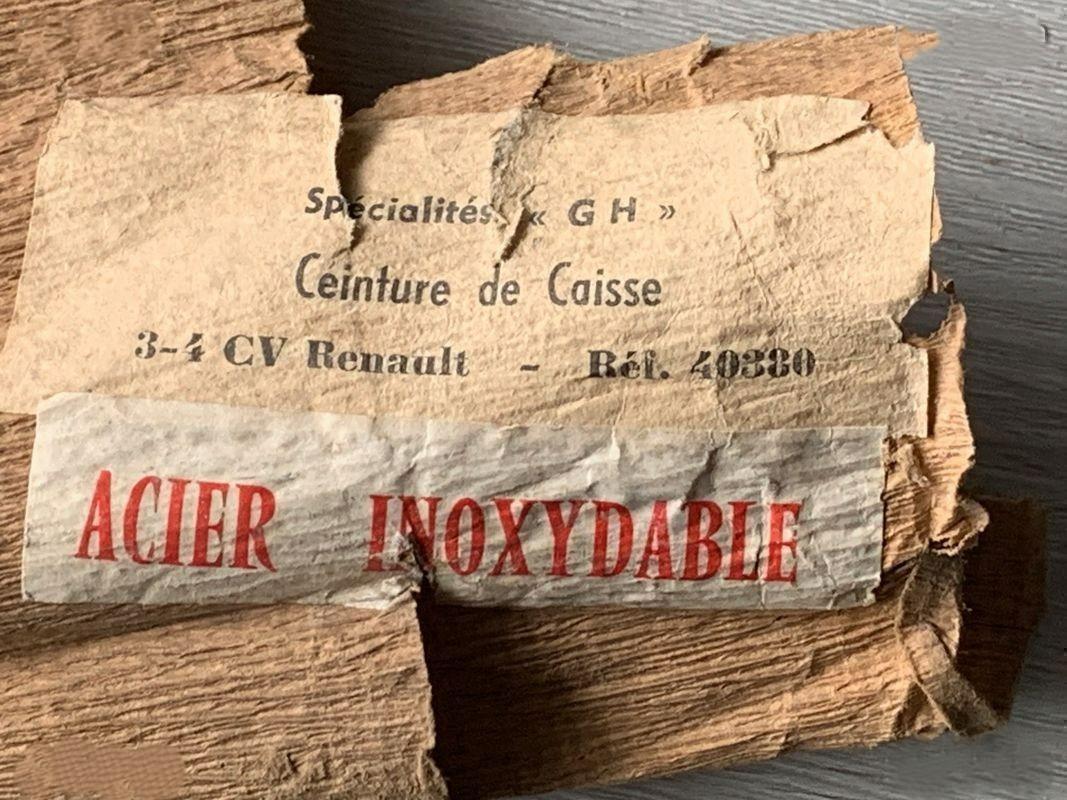 Spécialités « G H »
Ceinture de Caisse
3-4 CV Renault - Réf. 40380
ACIER INOXYDABLE